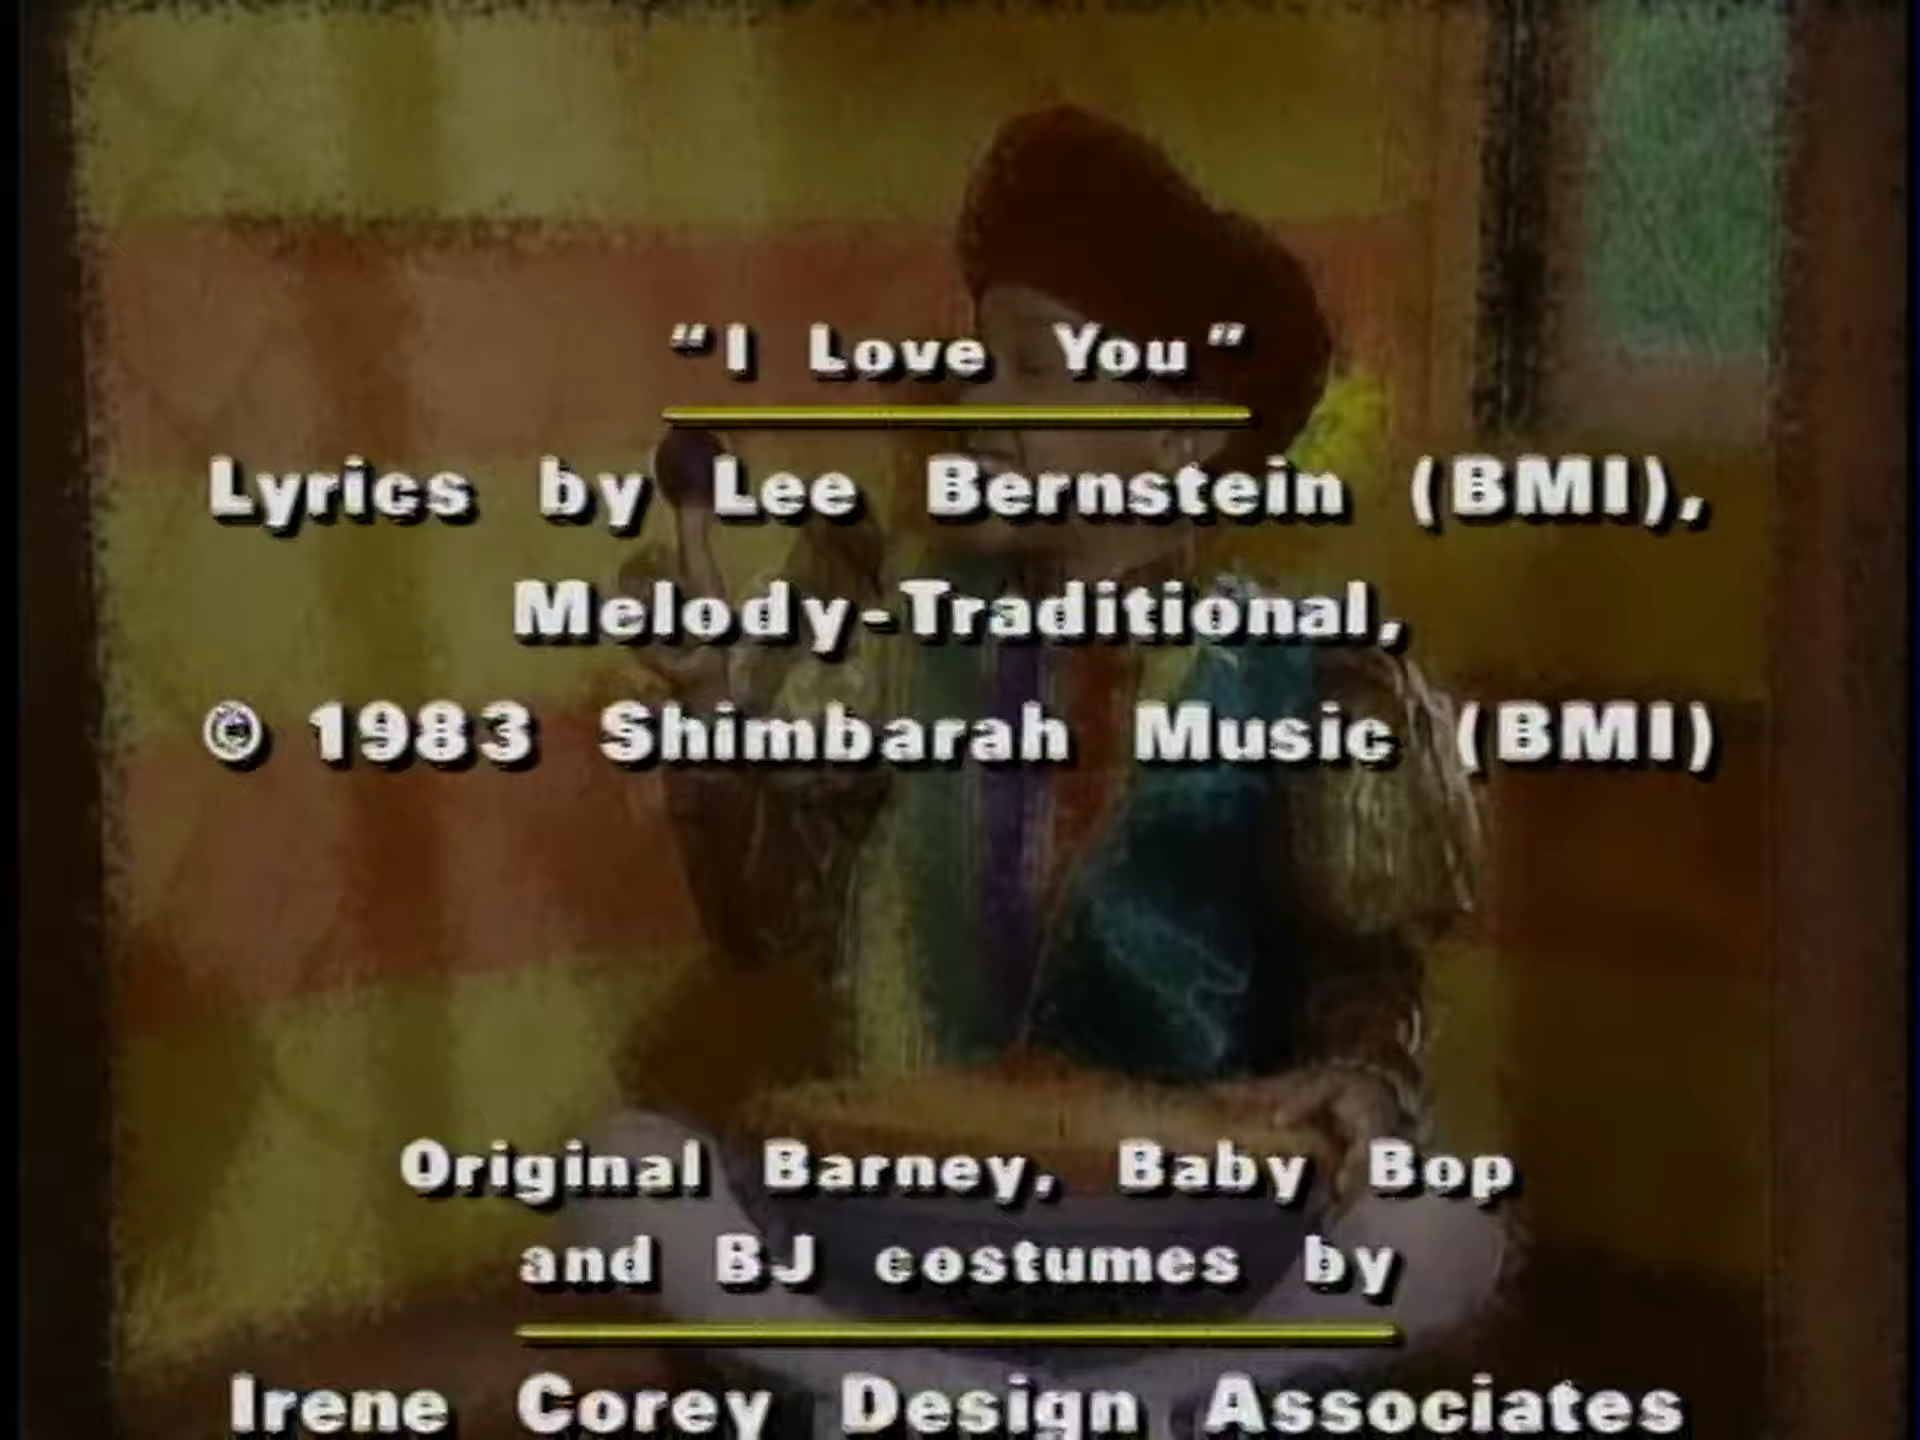 “I Love You”
Lyrics by Lee Bernstein (BMI),
Melody-Traditional,
© 1983 Shimbarah Music (BMI)
Original Barney, Baby Bop
and BJ costumes by
Irene Corey Design Associates